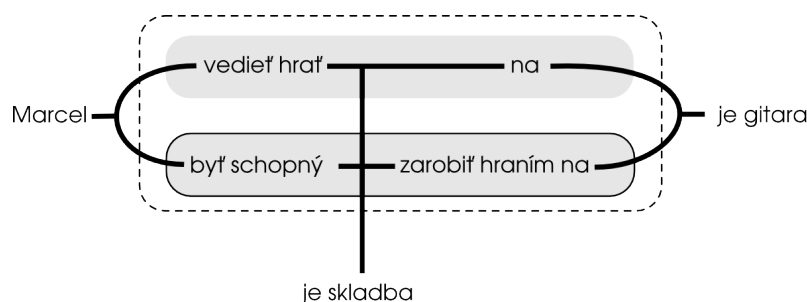 vedieť hrať na
Marcel je gitara
byť schopný zarobiť hraním na
je skladba